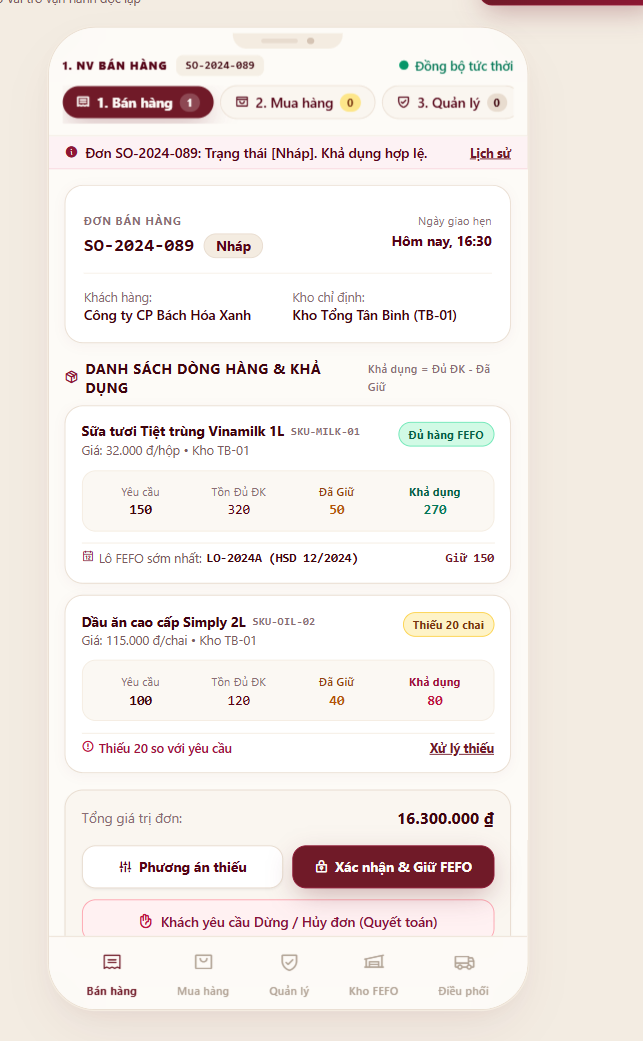 vai trò vận hành độc lập
1. NV BÁN HÀNG SO-2024-089 Đồng bộ tức thời
1. Bán hàng 1 2. Mua hàng 0 3. Quản lý 0
Đơn SO-2024-089: Trạng thái [Nháp]. Khả dụng hợp lệ. Lịch sử
ĐƠN BÁN HÀNG Ngày giao hẹn
SO-2024-089 Nháp Hôm nay, 16:30
Khách hàng: Kho chỉ định:
Công ty CP Bách Hóa Xanh Kho Tổng Tân Bình (TB-01)
DANH SÁCH DÒNG HÀNG & KHẢ DỤNG
Khả dụng = Đủ ĐK - Đã Giữ
Sữa tươi Tiệt trùng Vinamilk 1L SKU-MILK-01 Đủ hàng FEFO
Giá: 32.000 đ/hộp • Kho TB-01
Yêu cầu Tồn Đủ ĐK Đã Giữ Khả dụng
150 320 50 270
Lô FEFO sớm nhất: LO-2024A (HSD 12/2024) Giữ 150
Dầu ăn cao cấp Simply 2L SKU-OIL-02 Thiếu 20 chai
Giá: 115.000 đ/chai • Kho TB-01
Yêu cầu Tồn Đủ ĐK Đã Giữ Khả dụng
100 120 40 80
Thiếu 20 so với yêu cầu Xử lý thiếu
Tổng giá trị đơn: 16.300.000 ₫
Phương án thiếu Xác nhận & Giữ FEFO
Khách yêu cầu Dừng / Hủy đơn (Quyết toán)
Bán hàng Mua hàng Quản lý Kho FEFO Điều phối